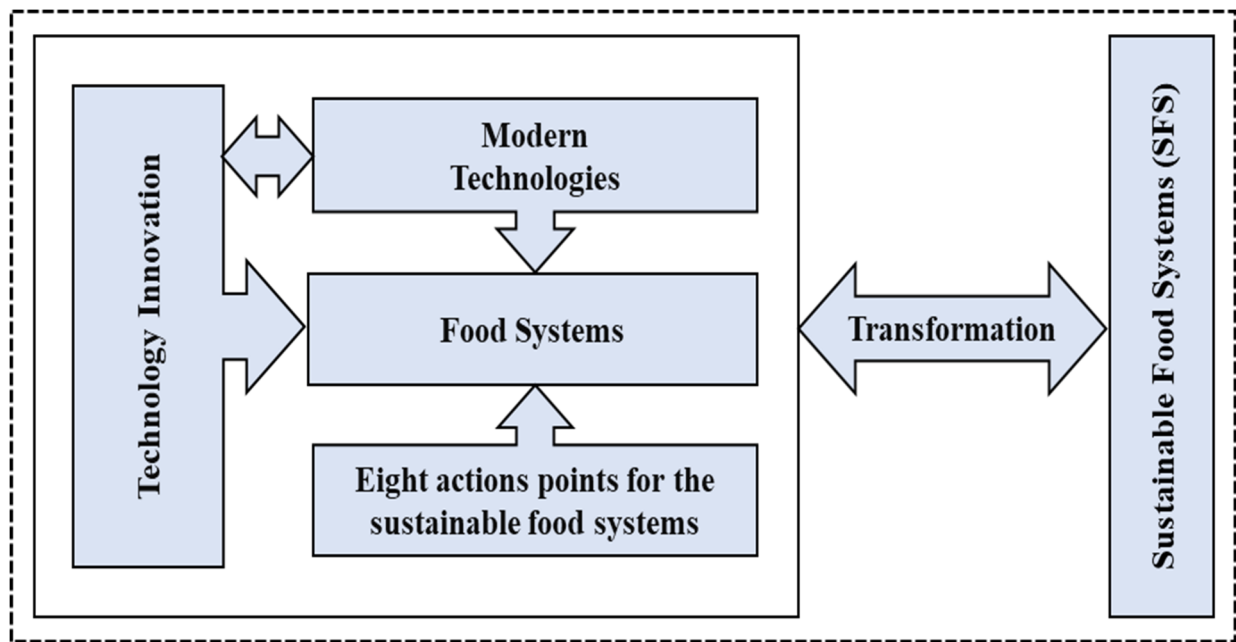 Technology Innovation
Modern
Technologies
Food Systems
Eight actions points for the
sustainable food systems
Transformation
Sustainable Food Systems (SFS)